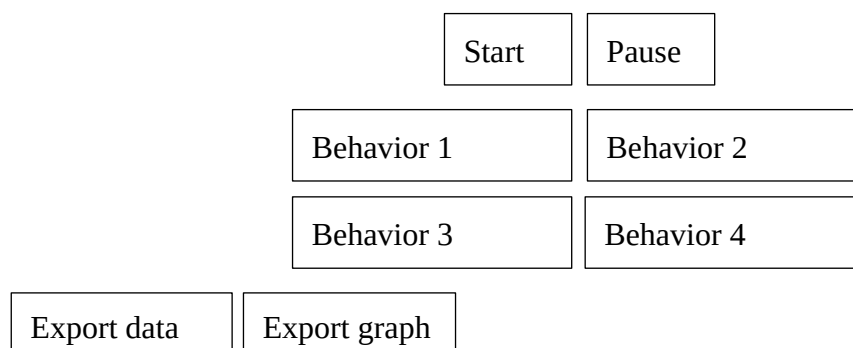 Start Pause
Behavior 1 Behavior 2
Behavior 3 Behavior 4
Export data Export graph